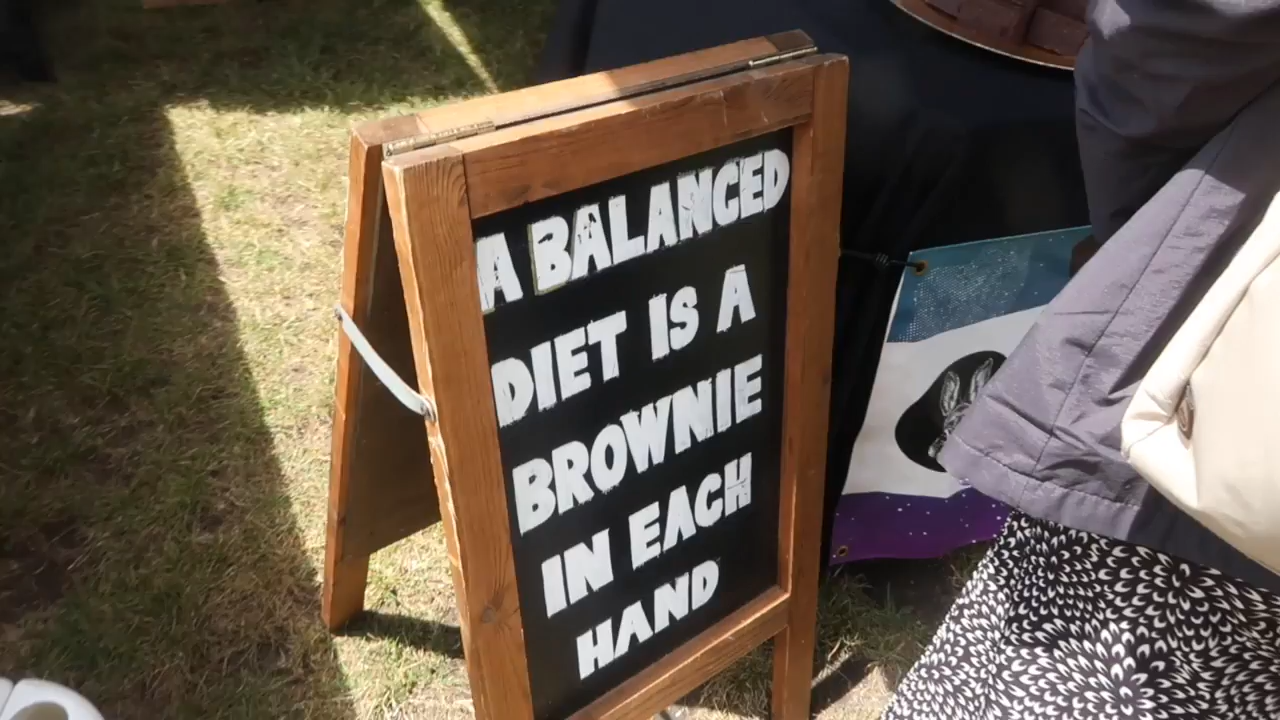 A BALANCED
DIET IS A
BROWNIE
IN EACH
HAND